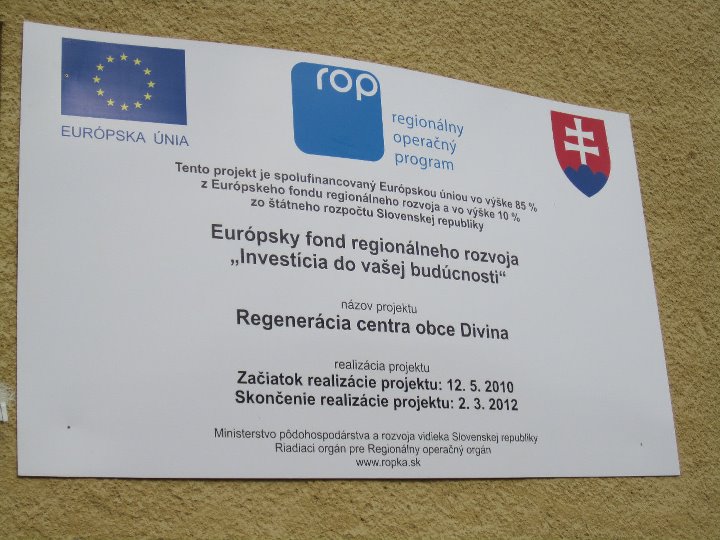 EURÓPSKA ÚNIA
rop
regionálny
operačný
program
Tento projekt je spolufinancovaný Európskou úniou vo výške 85 %
z Európskeho fondu regionálneho rozvoja a vo výške 10 %
zo štátneho rozpočtu Slovenskej republiky
Európsky fond regionálneho rozvoja
„Investícia do vašej budúcnosti“
názov projektu
Regenerácia centra obce Divina
realizácia projektu
Začiatok realizácie projektu: 12. 5. 2010
Skončenie realizácie projektu: 2. 3. 2012
Ministerstvo pôdohospodárstva a rozvoja vidieka Slovenskej republiky
Riadiaci orgán pre Regionálny operačný orgán
www.ropka.sk